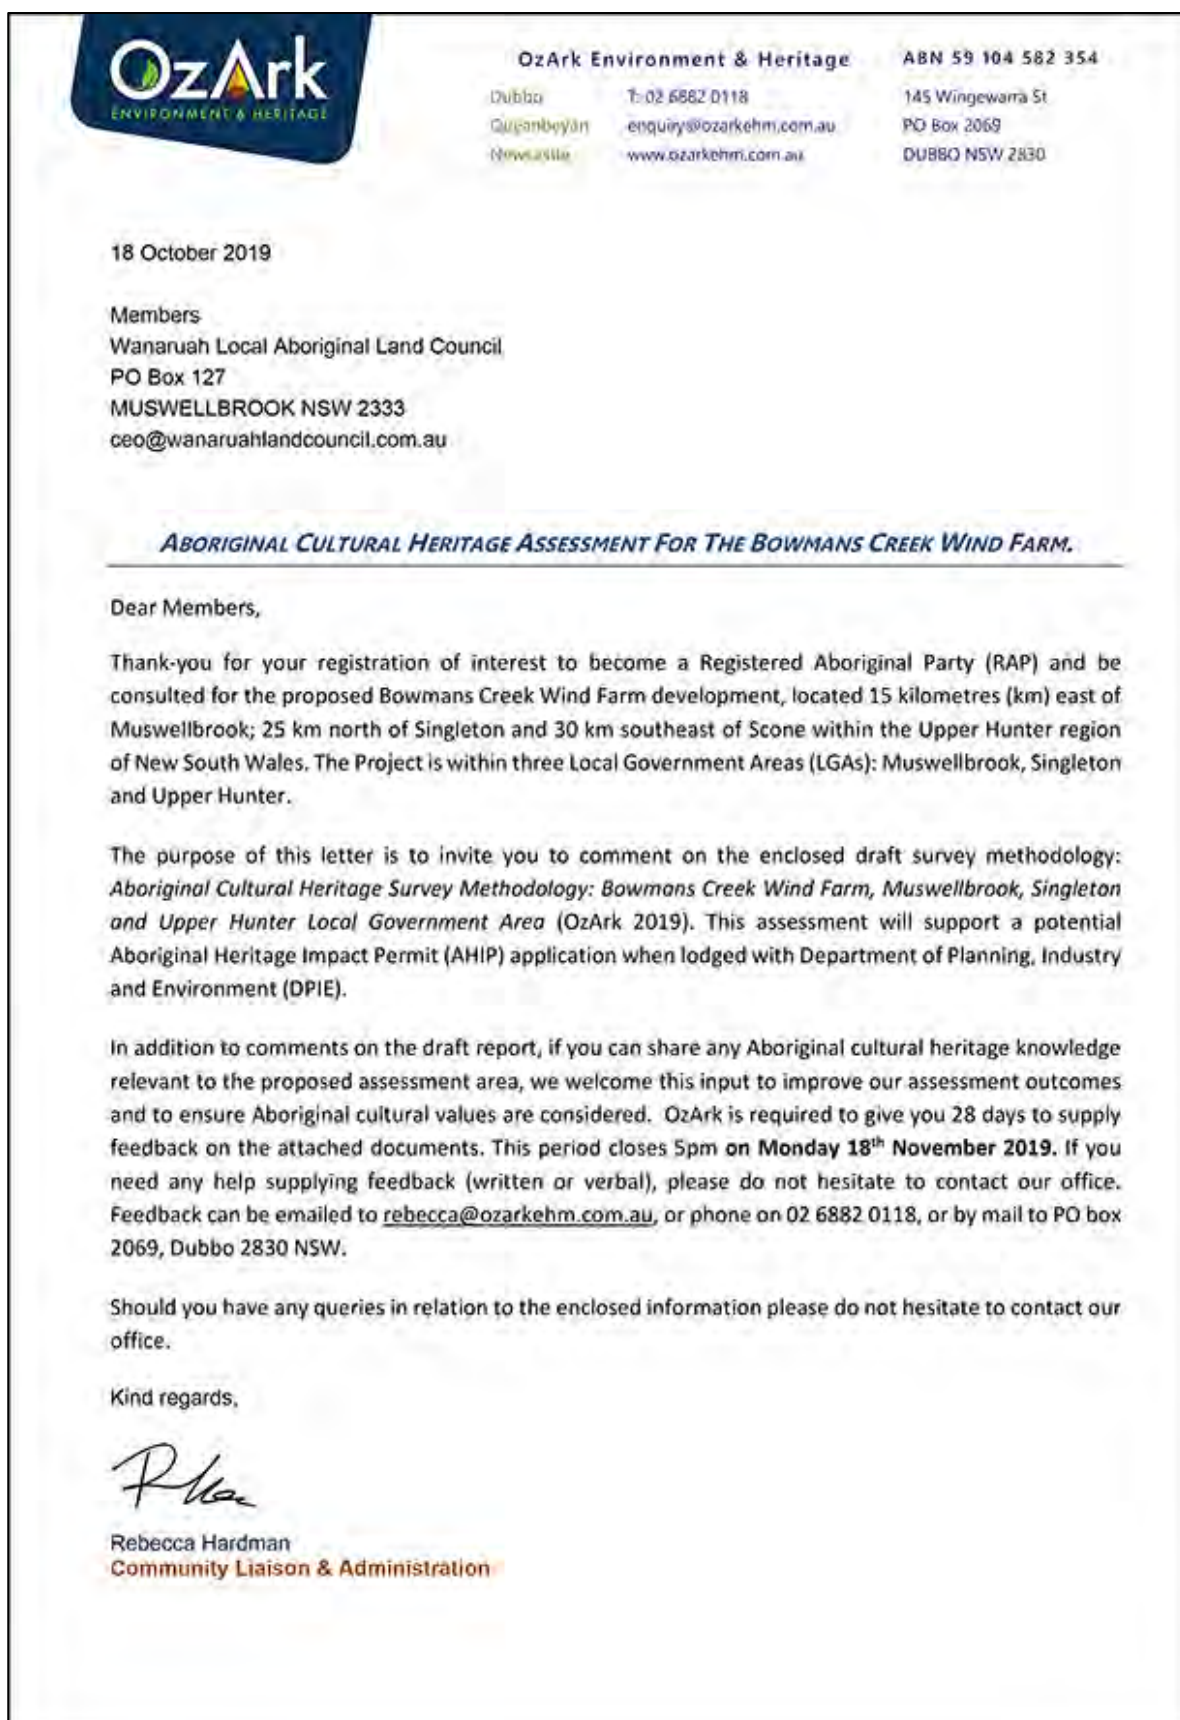 OzArk
ENVIRONMENT & HERITAGE
OzArk Environment & Heritage
ABN 59 104 582 354
Dubbo
T: 02 6882 0118
145 Wingewarra St
Queanbeyan
enquiry@ozarkehm.com.au
PO Box 2069
Newcastle
www.ozarkehm.com.au
DUBBO NSW 2830
18 October 2019
Members
Wanaruah Local Aboriginal Land Council
PO Box 127
MUSWELLBROOK NSW 2333
ceo@wanaruahlandcouncil.com.au
ABORIGINAL CULTURAL HERITAGE ASSESSMENT FOR THE BOWMANS CREEK WIND FARM.
Dear Members,
Thank-you for your registration of interest to become a Registered Aboriginal Party (RAP) and be
consulted for the proposed Bowmans Creek Wind Farm development, located 15 kilometres (km) east of
Muswellbrook; 25 km north of Singleton and 30 km southeast of Scone within the Upper Hunter region
of New South Wales. The Project is within three Local Government Areas (LGAs): Muswellbrook, Singleton
and Upper Hunter.
The purpose of this letter is to invite you to comment on the enclosed draft survey methodology:
Aboriginal Cultural Heritage Survey Methodology: Bowmans Creek Wind Farm, Muswellbrook, Singleton
and Upper Hunter Local Government Area (OzArk 2019). This assessment will support a potential
Aboriginal Heritage Impact Permit (AHIP) application when lodged with Department of Planning, Industry
and Environment (DPIE).
In addition to comments on the draft report, if you can share any Aboriginal cultural heritage knowledge
relevant to the proposed assessment area, we welcome this input to improve our assessment outcomes
and to ensure Aboriginal cultural values are considered. OzArk is required to give you 28 days to supply
feedback on the attached documents. This period closes 5pm on Monday 18th November 2019. If you
need any help supplying feedback (written or verbal), please do not hesitate to contact our office.
Feedback can be emailed to rebecca@ozarkehm.com.au, or phone on 02 6882 0118, or by mail to PO box
2069, Dubbo 2830 NSW.
Should you have any queries in relation to the enclosed information please do not hesitate to contact our
office.
Kind regards,
Rebecca Hardman
Community Liaison & Administration